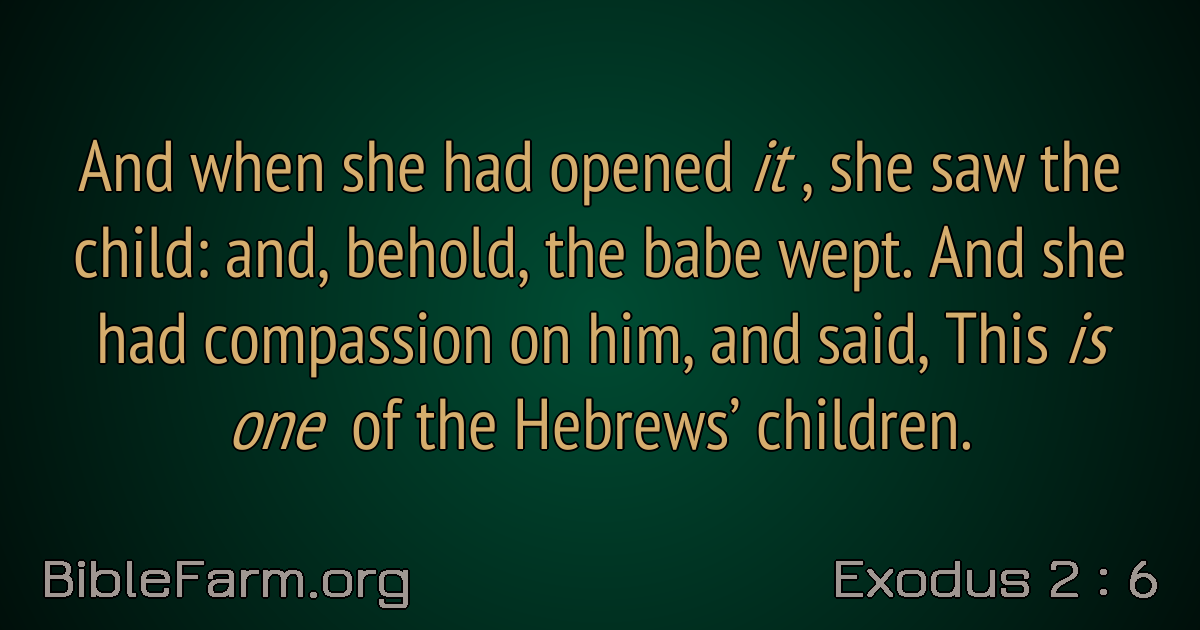 And when she had opened it , she saw the
child: and, behold, the babe wept. And she
had compassion on him, and said, This is
one of the Hebrews’ children.
BibleFarm.org
Exodus 2 : 6